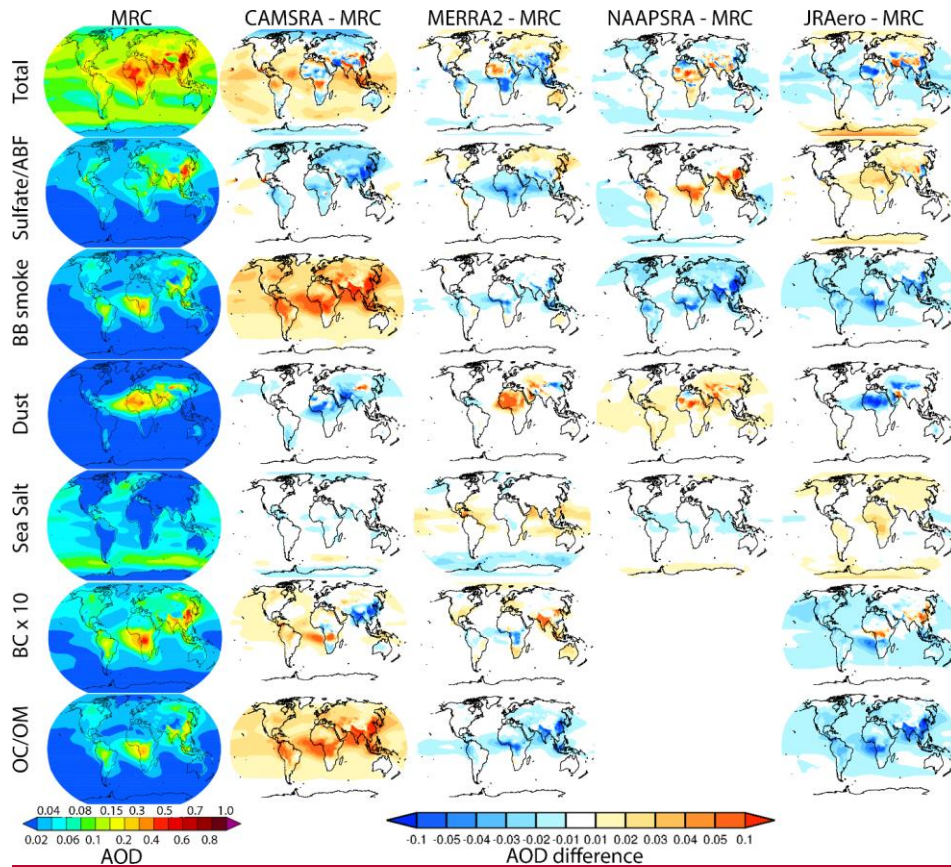 MRC CAMSRA - MRC MERRA2 - MRC NAAPSRA - MRC JRAero - MRC
Total
Sulfate/ABF
BB smoke
Dust
Sea Salt
BC x 10
OC/OM
0.04 0.08 0.15 0.3 0.5 0.7 1.0
0.02 0.06 0.1 0.2 0.4 0.6 0.8
AOD
-0.1 -0.05 -0.04 -0.03 -0.02 -0.01 0.01 0.02 0.03 0.04 0.05 0.1
AOD difference